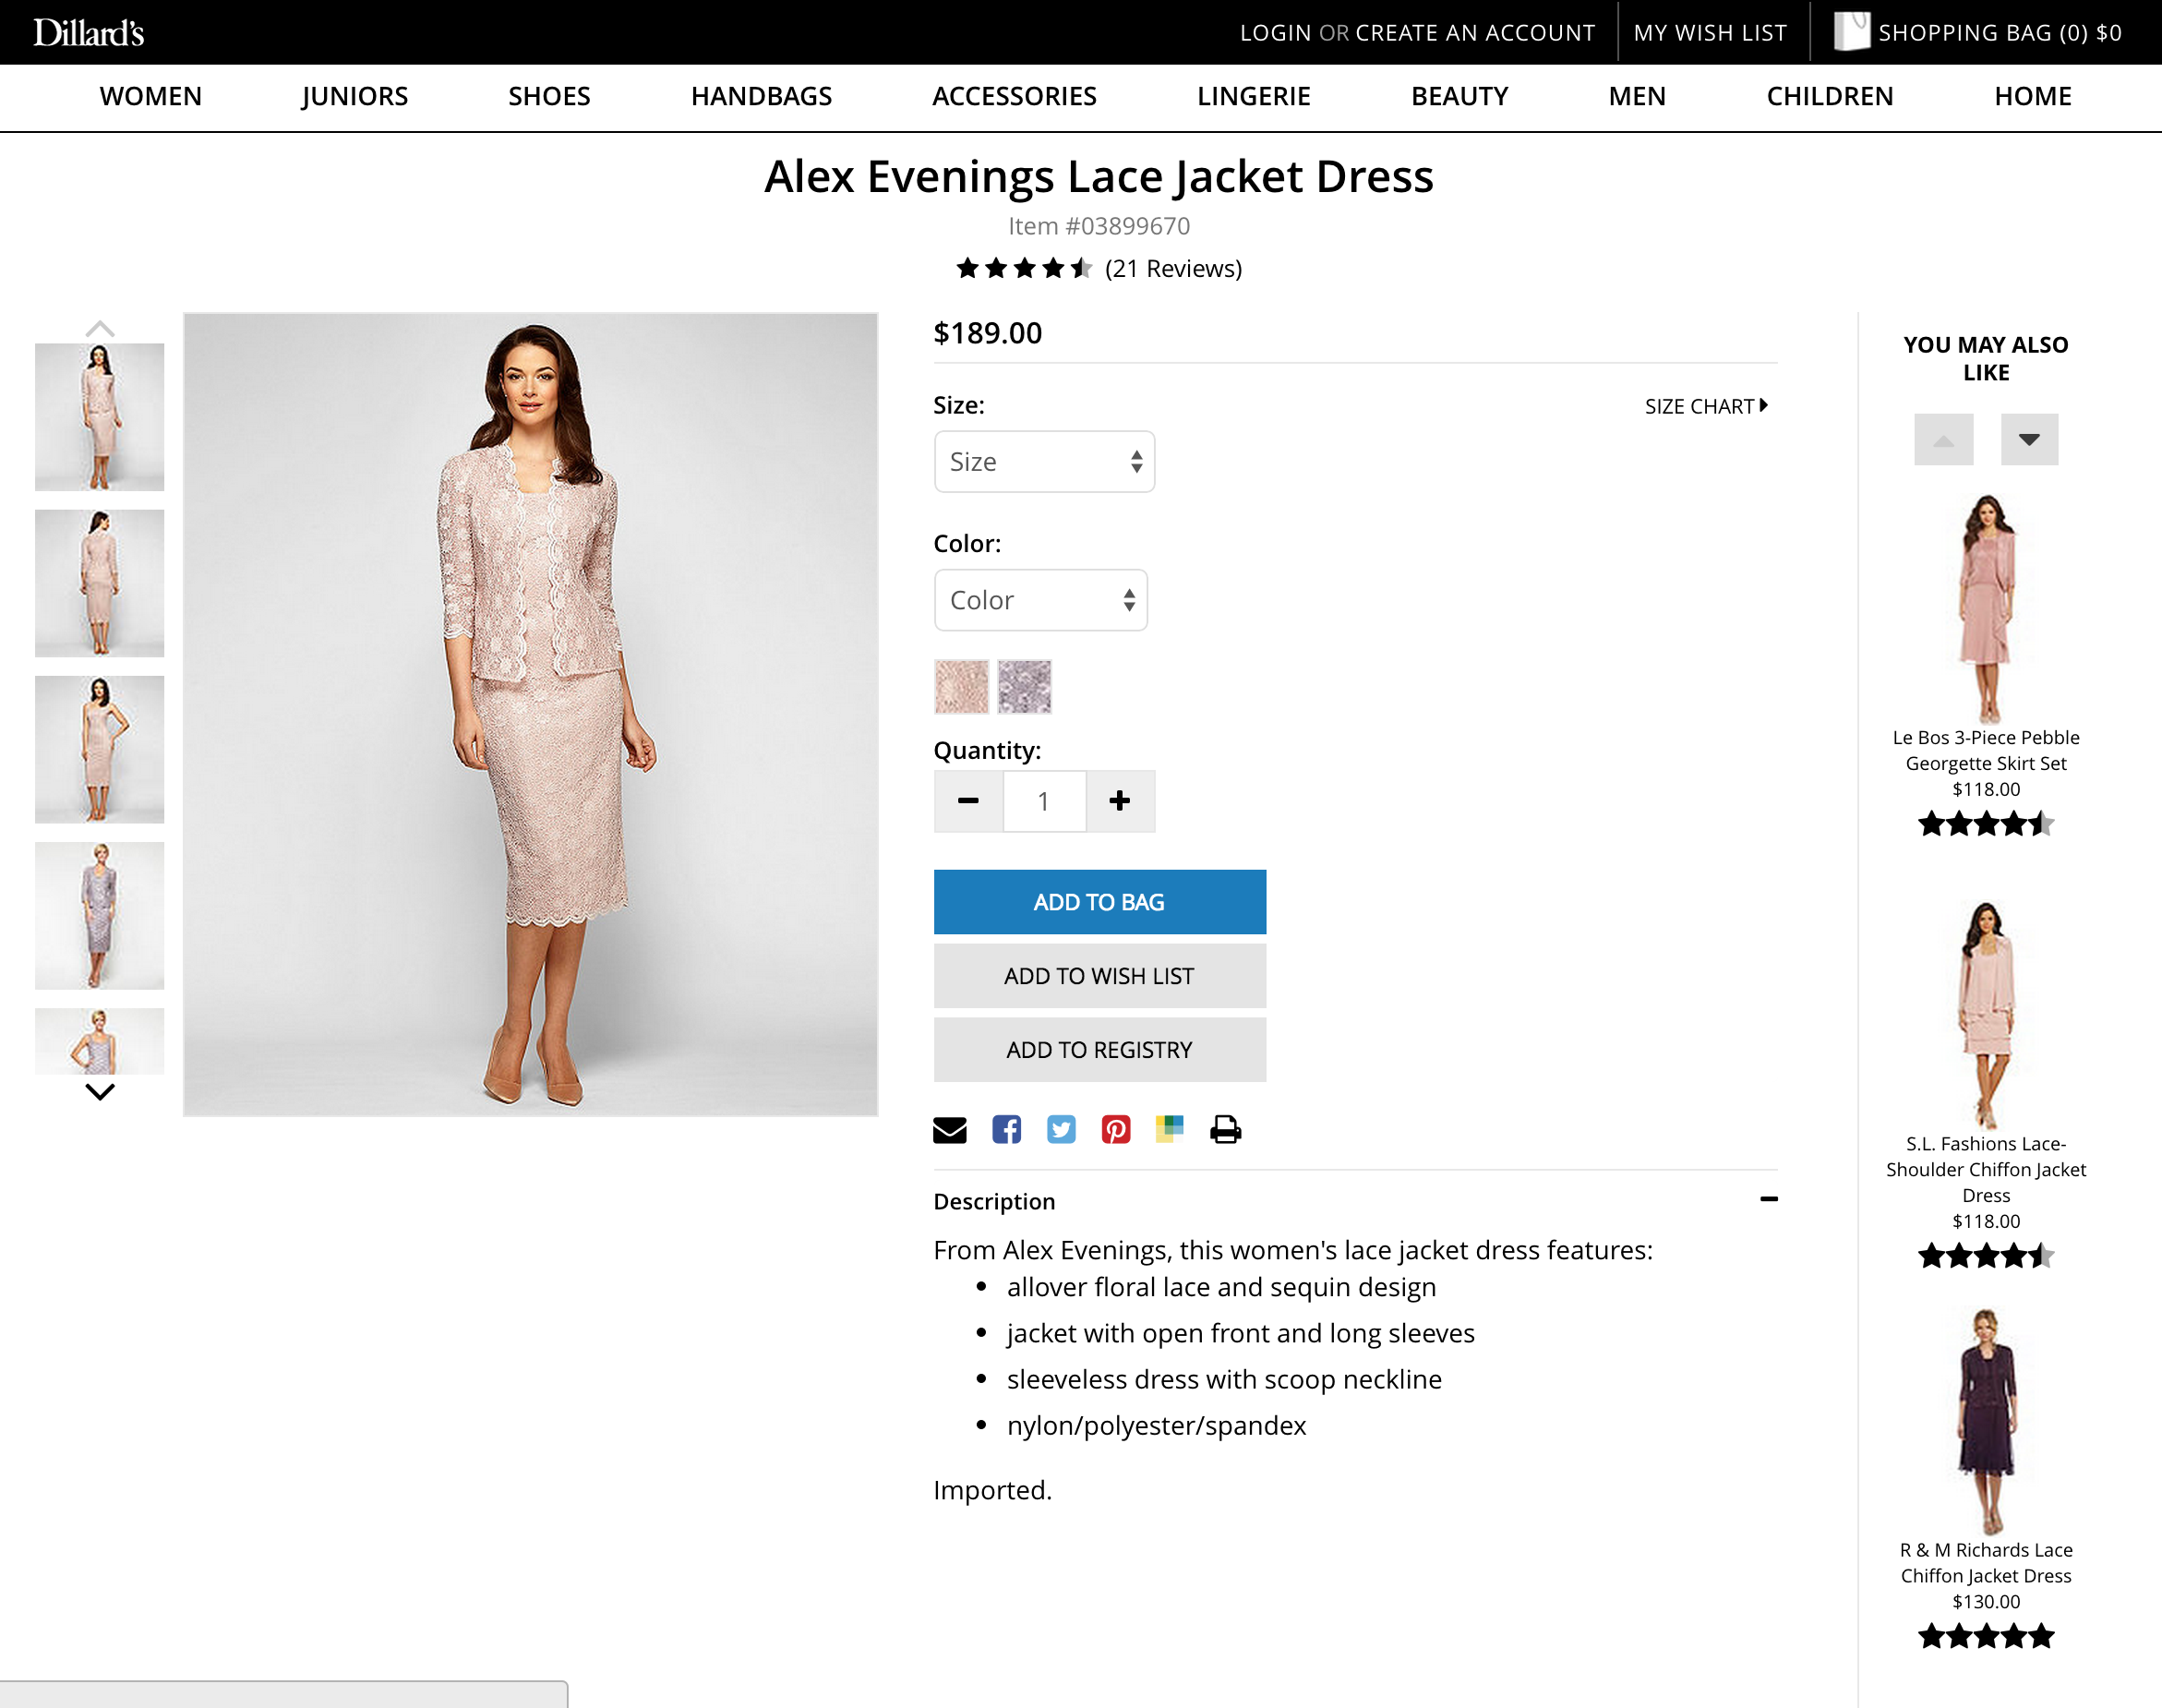 Dillard's
LOGIN OR CREATE AN ACCOUNT
MY WISH LIST
SHOPPING BAG (0) $0
WOMEN JUNIORS SHOES HANDBAGS ACCESSORIES LINGERIE BEAUTY MEN CHILDREN HOME
Alex Evenings Lace Jacket Dress
Item #03899670
(21 Reviews)
$189.00
Size:
SIZE CHART
Size
Color:
Color
Quantity:
1
ADD TO BAG
ADD TO WISH LIST
ADD TO REGISTRY
Description
From Alex Evenings, this women's lace jacket dress features:
• allover floral lace and sequin design
• jacket with open front and long sleeves
• sleeveless dress with scoop neckline
• nylon/polyester/spandex
Imported.
YOU MAY ALSO
LIKE
Le Bos 3-Piece Pebble
Georgette Skirt Set
$118.00
S.L. Fashions Lace-
Shoulder Chiffon Jacket
Dress
$118.00
R & M Richards Lace
Chiffon Jacket Dress
$130.00